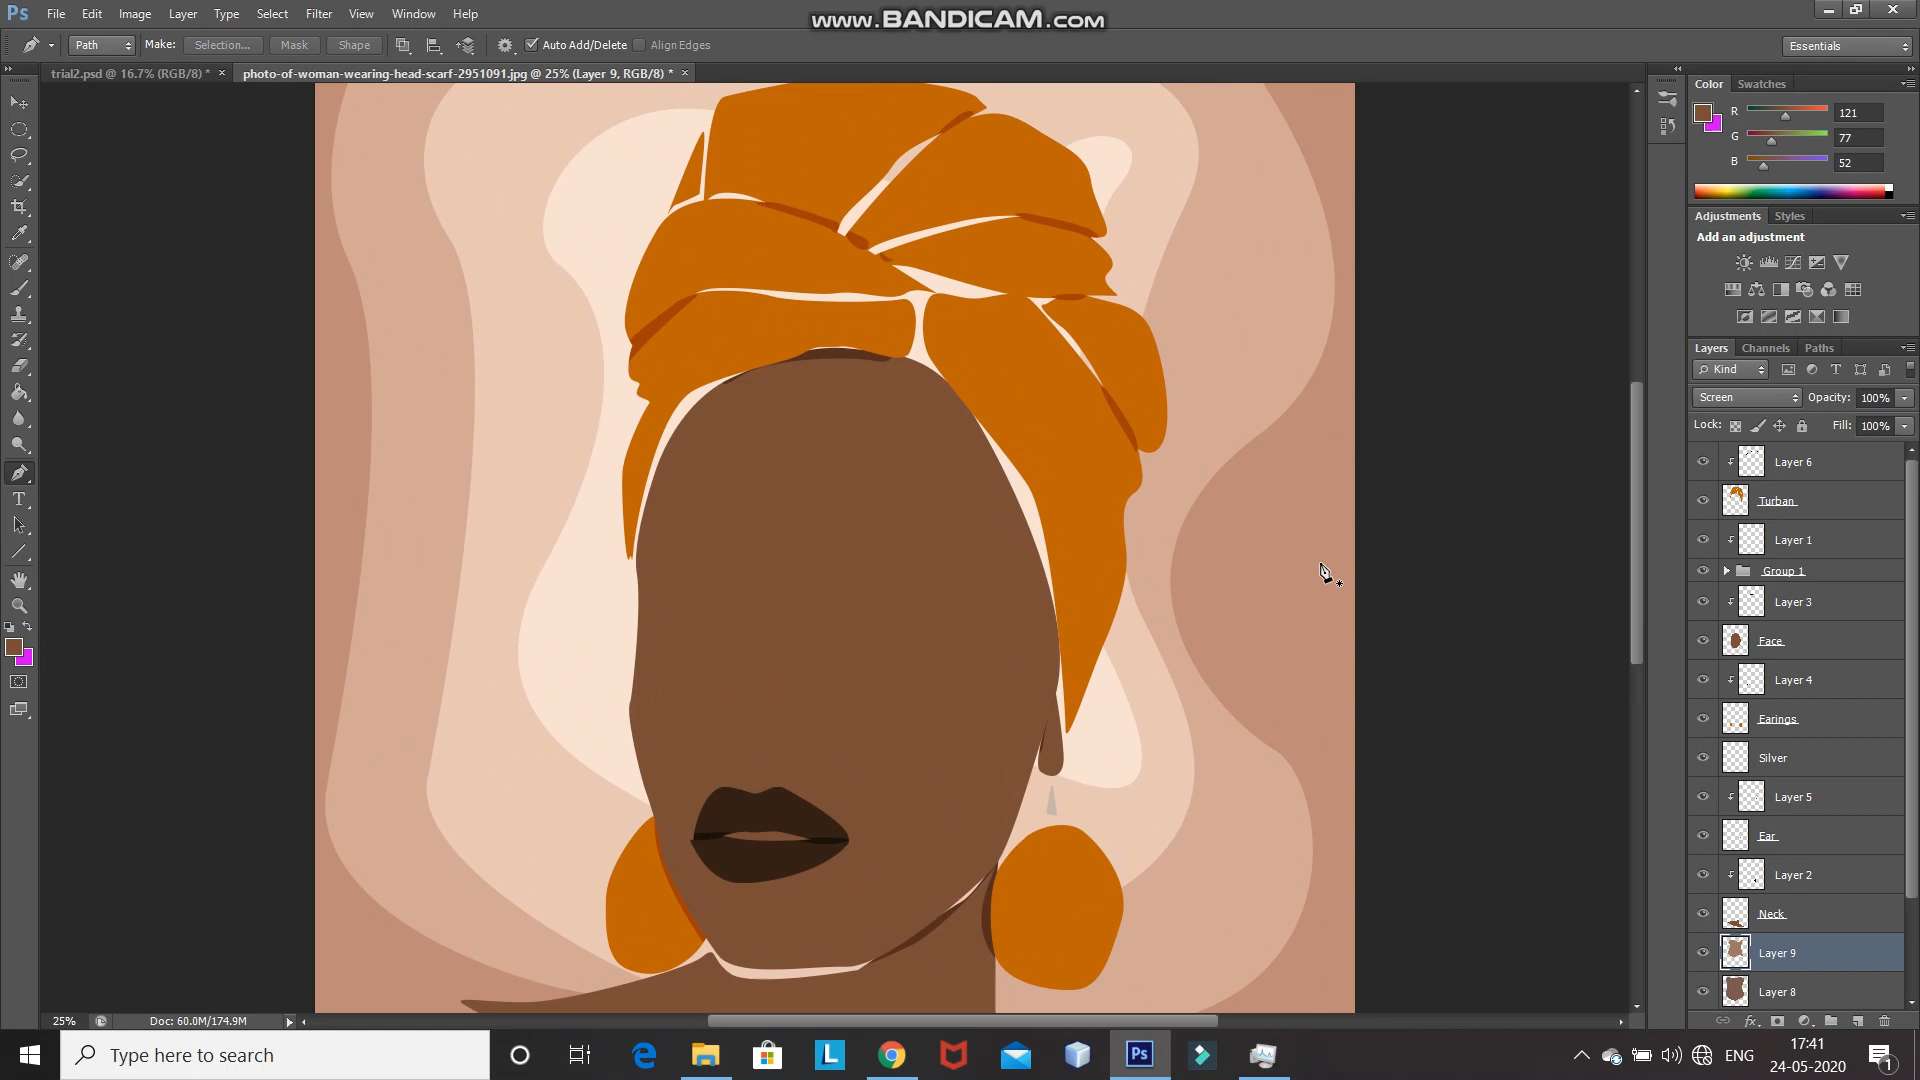 www.BANDICAM.com
Ps File Edit Image Layer Type Select Filter View Window Help
Path Make: Selection... Mask Shape Auto Add/Delete Align Edges Essentials
trial2.psd @ 16.7% (RGB/8) * photo-of-woman-wearing-head-scarf-2951091.jpg @ 25% (Layer 9, RGB/8) *
Color Swatches
R 121
G 77
B 52
Adjustments Styles
Add an adjustment
Layers Channels Paths
Kind
Screen Opacity: 100%
Lock: Fill: 100%
Layer 6
Turban
Layer 1
Group 1
Layer 3
Face
Layer 4
Earings
Silver
Layer 5
Ear
Layer 2
Neck
Layer 9
Layer 8
25% Doc: 60.0M/174.9M
Type here to search
L
Ps
ENG
17:41
24-05-2020
1